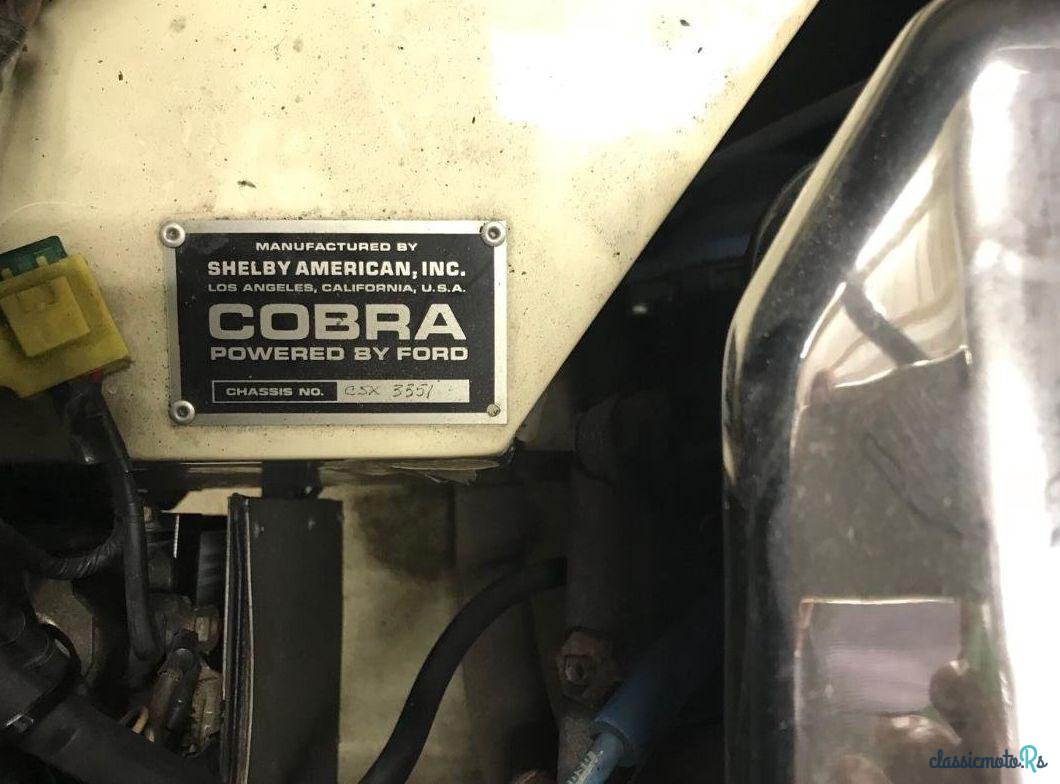 MANUFACTURED BY
SHELBY AMERICAN, INC.
LOS ANGELES, CALIFORNIA, U.S.A.
COBRA
POWERED BY FORD
CHASSIS NO. CSX 3351
classicmoto.Rs